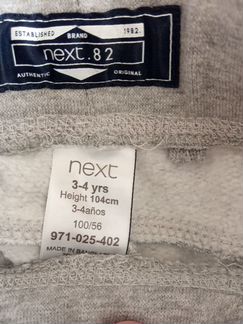 ESTABLISHED BRAND 1982.
next.82
AUTHENTIC ORIGINAL
next
3-4 yrs
Height 104cm
3-4años
100/56
971-025-402